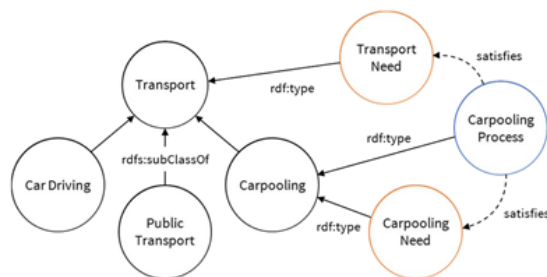 Transport
Need
satisfies
Transport
rdf:type
Carpooling
Process
rdf:type
rdfs:subClassOf
Car Driving
Carpooling
Public
Transport
rdf:type
Carpooling
Need
satisfies